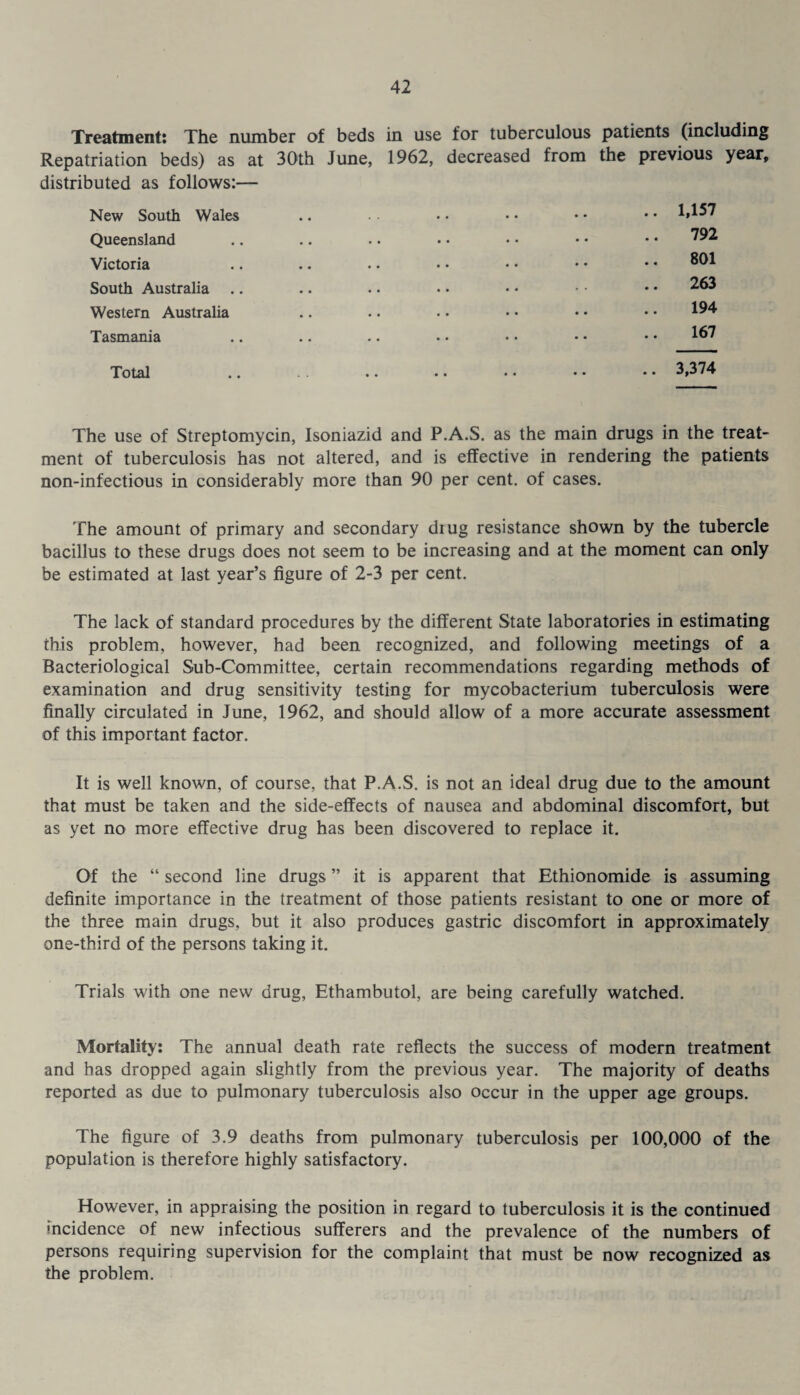 42
Treatment: The number of beds in use for tuberculous patients (including
Repatriation beds) as at 30th June, 1962, decreased from the previous year,
distributed as follows:—
New South Wales .. .. .. .. .. .. 1,157
Queensland .. .. .. .. .. .. .. 792
Victoria .. .. .. .. .. .. .. 801
South Australia .. .. .. .. .. .. .. 263
Western Australia .. .. .. .. .. .. 194
Tasmania .. .. .. .. .. .. .. 167
Total .. .. .. .. .. .. .. 3,374
The use of Streptomycin, Isoniazid and P.A.S. as the main drugs in the treat-
ment of tuberculosis has not altered, and is effective in rendering the patients
non-infectious in considerably more than 90 per cent. of cases.
The amount of primary and secondary drug resistance shown by the tubercle
bacillus to these drugs does not seem to be increasing and at the moment can only
be estimated at last year's figure of 2-3 per cent.
The lack of standard procedures by the different State laboratories in estimating
this problem, however, had been recognized, and following meetings of a
Bacteriological Sub-Committee, certain recommendations regarding methods of
examination and drug sensitivity testing for mycobacterium tuberculosis were
finally circulated in June, 1962, and should allow of a more accurate assessment
of this important factor.
It is well known, of course, that P.A.S. is not an ideal drug due to the amount
that must be taken and the side-effects of nausea and abdominal discomfort, but
as yet no more effective drug has been discovered to replace it.
Of the “ second line drugs ” it is apparent that Ethionomide is assuming
definite importance in the treatment of those patients resistant to one or more of
the three main drugs, but it also produces gastric discomfort in approximately
one-third of the persons taking it.
Trials with one new drug, Ethambutol, are being carefully watched.
Mortality: The annual death rate reflects the success of modern treatment
and has dropped again slightly from the previous year. The majority of deaths
reported as due to pulmonary tuberculosis also occur in the upper age groups.
The figure of 3.9 deaths from pulmonary tuberculosis per 100,000 of the
population is therefore highly satisfactory.
However, in appraising the position in regard to tuberculosis it is the continued
incidence of new infectious sufferers and the prevalence of the numbers of
persons requiring supervision for the complaint that must be now recognized as
the problem.